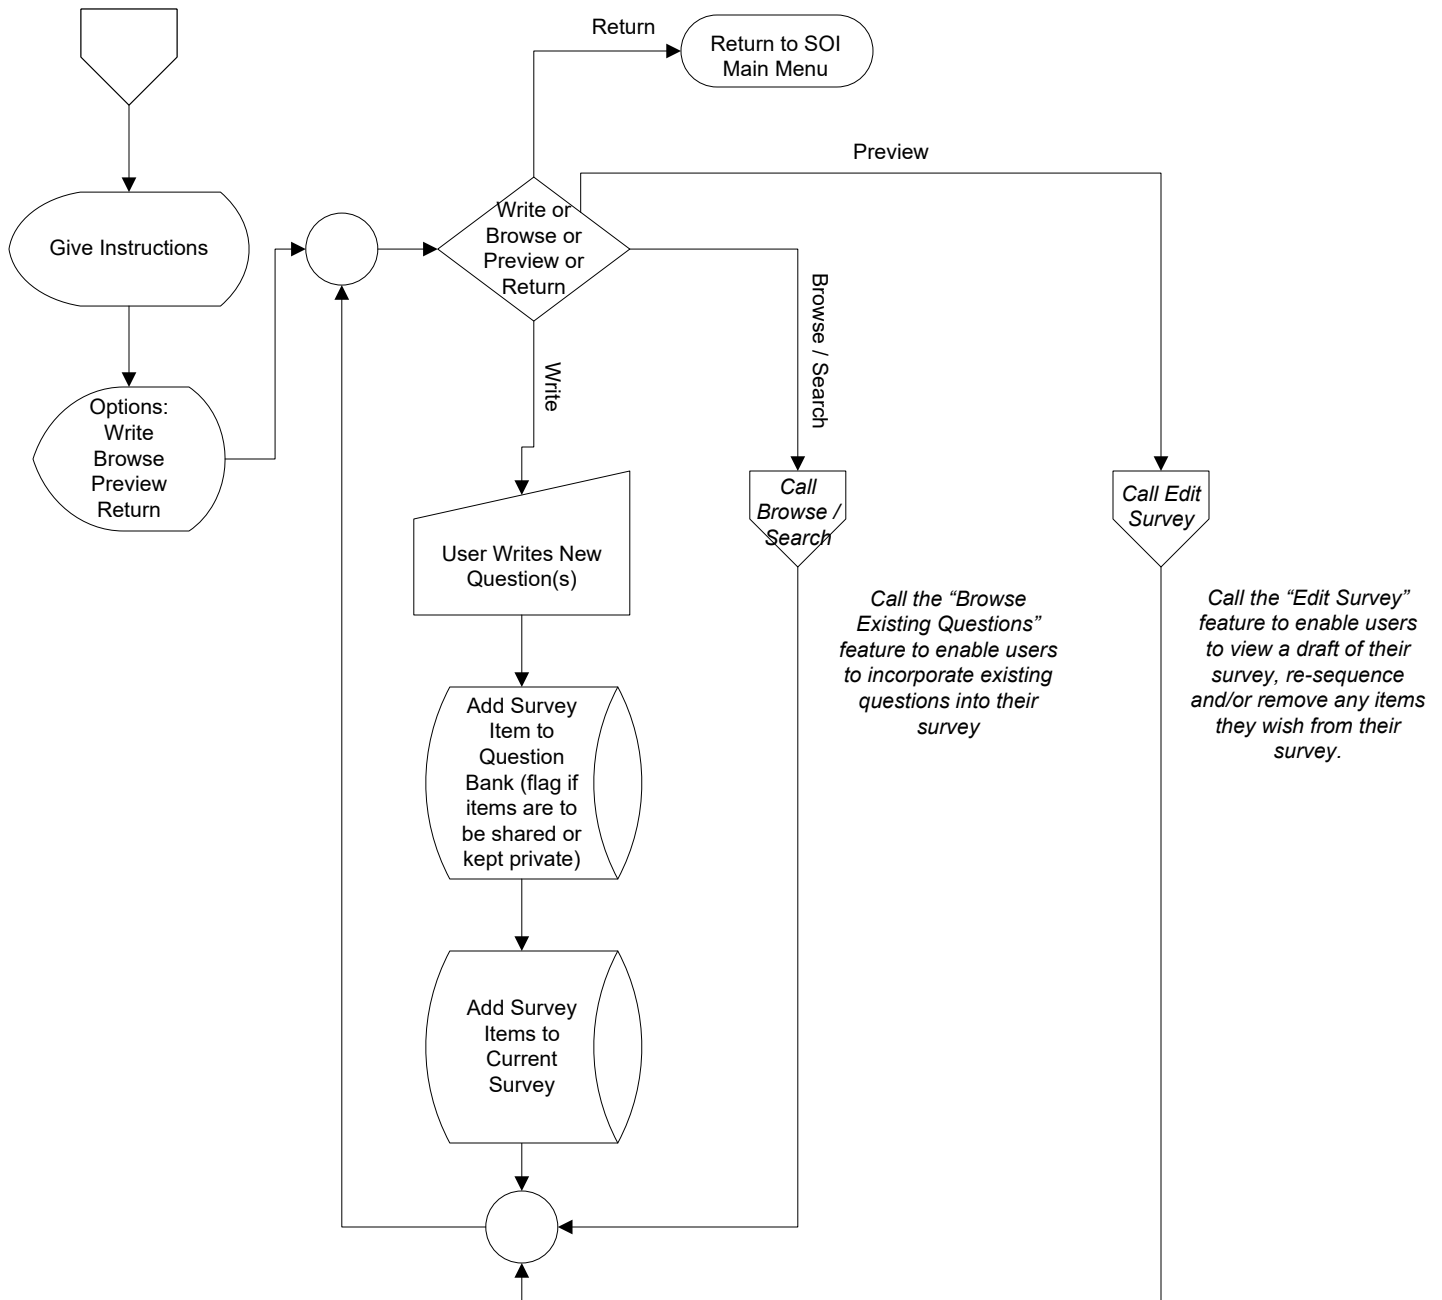 Return
Return to SOI
Main Menu
Preview
Write or
Browse or
Preview or
Return
Give Instructions
Browse / Search
Write
Options:
Write
Browse
Preview
Return
Call
Browse /
Search
Call Edit
Survey
User Writes New
Question(s)
Call the “Browse
Existing Questions”
feature to enable users
to incorporate existing
questions into their
survey
Call the “Edit Survey”
feature to enable users
to view a draft of their
survey, re-sequence
and/or remove any items
they wish from their
survey.
Add Survey
Item to
Question
Bank (flag if
items are to
be shared or
kept private)
Add Survey
Items to
Current
Survey